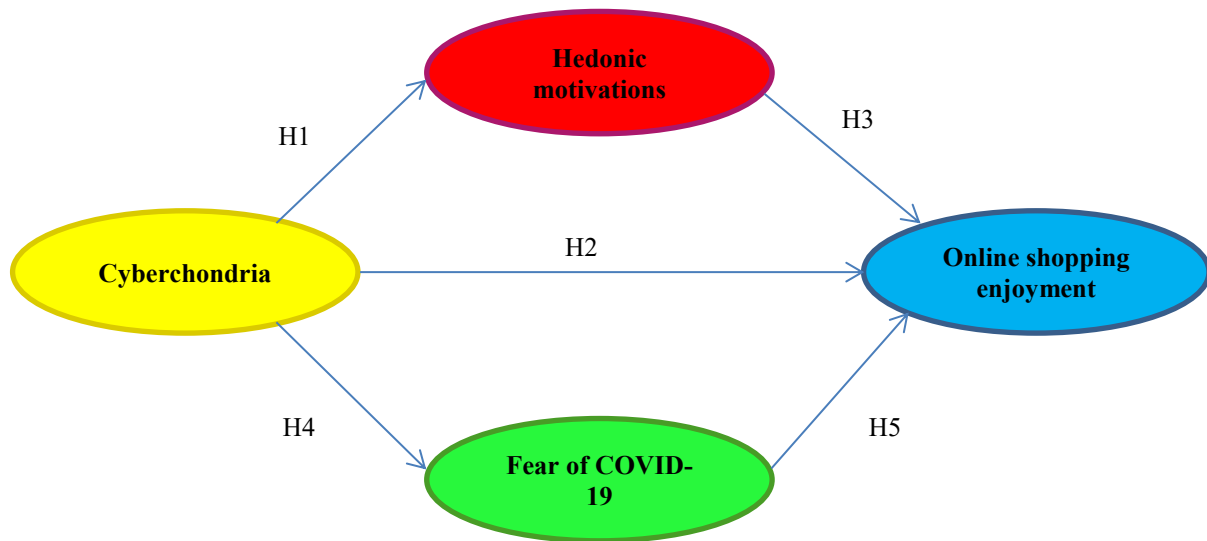 Hedonic
motivations
H1
H3
Cyberchondria
H2
Online shopping
enjoyment
H4
H5
Fear of COVID-
19